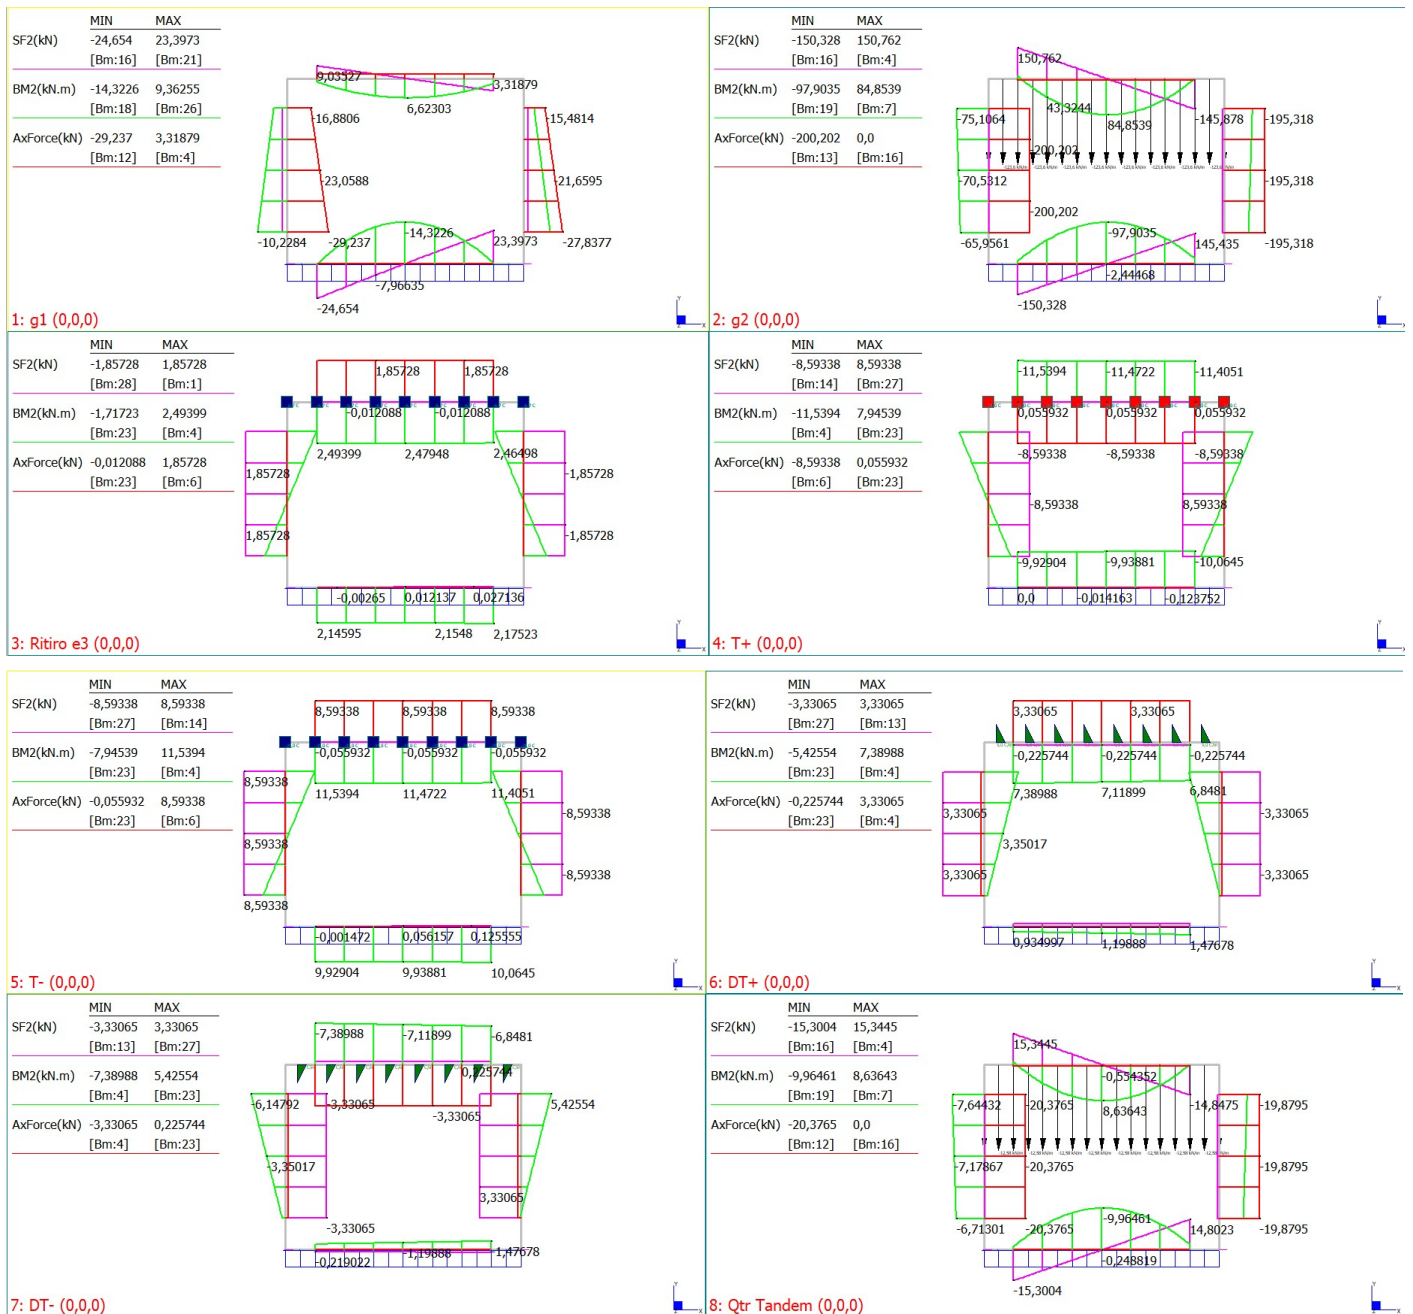 MIN MAX
SF2(kN) -24,654 23,3973
[Bm:16] [Bm:21]
BM2(kN.m) -14,3226 9,36255
[Bm:18] [Bm:26]
AxForce(kN) -29,237 3,31879
[Bm:12] [Bm:4]
9,03527
3,31879
6,62303
-16,8806
-15,4814
-23,0588
-21,6595
-10,2284
-29,237
-14,3226
23,3973
-27,8377
-7,96635
-24,654
1: g1 (0,0,0)
MIN MAX
SF2(kN) -150,328 150,762
[Bm:16] [Bm:4]
BM2(kN.m) -97,9035 84,8539
[Bm:19] [Bm:7]
AxForce(kN) -200,202 0,0
[Bm:13] [Bm:16]
150,762
43,3244
-75,1064
84,8539
-145,878
-195,318
-200,202
-70,5312
-195,318
-200,202
-65,9561
-97,9035
145,435
-195,318
-2,44468
-150,328
2: g2 (0,0,0)
MIN MAX
SF2(kN) -1,85728 1,85728
[Bm:28] [Bm:1]
BM2(kN.m) -1,71723 2,49399
[Bm:23] [Bm:4]
AxForce(kN) -0,012088 1,85728
[Bm:23] [Bm:6]
1,85728
1,85728
-0,012088
-0,012088
2,49399
2,47948
2,46498
1,85728
-1,85728
1,85728
-1,85728
-0,00265
0,012137
0,027136
2,14595
2,1548
2,17523
3: Ritiro e3 (0,0,0)
MIN MAX
SF2(kN) -8,59338 8,59338
[Bm:14] [Bm:27]
BM2(kN.m) -11,5394 7,94539
[Bm:4] [Bm:23]
AxForce(kN) -8,59338 0,055932
[Bm:6] [Bm:23]
-11,5394
-11,4722
-11,4051
0,055932
0,055932
0,055932
-8,59338
-8,59338
-8,59338
-8,59338
8,59338
-9,92904
-9,93881
-10,0645
0,0
-0,014163
-0,123752
4: T+ (0,0,0)
MIN MAX
SF2(kN) -8,59338 8,59338
[Bm:27] [Bm:14]
BM2(kN.m) -7,94539 11,5394
[Bm:23] [Bm:4]
AxForce(kN) -0,055932 8,59338
[Bm:23] [Bm:6]
8,59338
8,59338
8,59338
-0,055932
-0,055932
-0,055932
8,59338
11,5394
11,4722
11,4051
-8,59338
8,59338
-8,59338
8,59338
-0,001472
0,056157
0,125555
9,92904
9,93881
10,0645
5: T- (0,0,0)
MIN MAX
SF2(kN) -3,33065 3,33065
[Bm:27] [Bm:13]
BM2(kN.m) -5,42554 7,38988
[Bm:23] [Bm:4]
AxForce(kN) -0,225744 3,33065
[Bm:23] [Bm:4]
3,33065
3,33065
-0,225744
-0,225744
-0,225744
7,38988
7,11899
6,8481
3,33065
-3,33065
3,35017
3,33065
-3,33065
0,934997
1,19888
1,47678
6: DT+ (0,0,0)
MIN MAX
SF2(kN) -3,33065 3,33065
[Bm:13] [Bm:27]
BM2(kN.m) -7,38988 5,42554
[Bm:4] [Bm:23]
AxForce(kN) -3,33065 0,225744
[Bm:4] [Bm:23]
-7,38988
-7,11899
-6,8481
0,225744
-6,14792
-3,33065
-3,33065
5,42554
-3,35017
3,33065
-3,33065
-0,219022
-1,19888
-1,47678
7: DT- (0,0,0)
MIN MAX
SF2(kN) -15,3004 15,3445
[Bm:16] [Bm:4]
BM2(kN.m) -9,96461 8,63643
[Bm:19] [Bm:7]
AxForce(kN) -20,3765 0,0
[Bm:12] [Bm:16]
15,3445
-0,554352
-7,64432
-20,3765
8,63643
-14,8475
-19,8795
-7,17867
-20,3765
-19,8795
-6,71301
-20,3765
-9,96461
14,8023
-19,8795
-0,248819
-15,3004
8: Qtr Tandem (0,0,0)